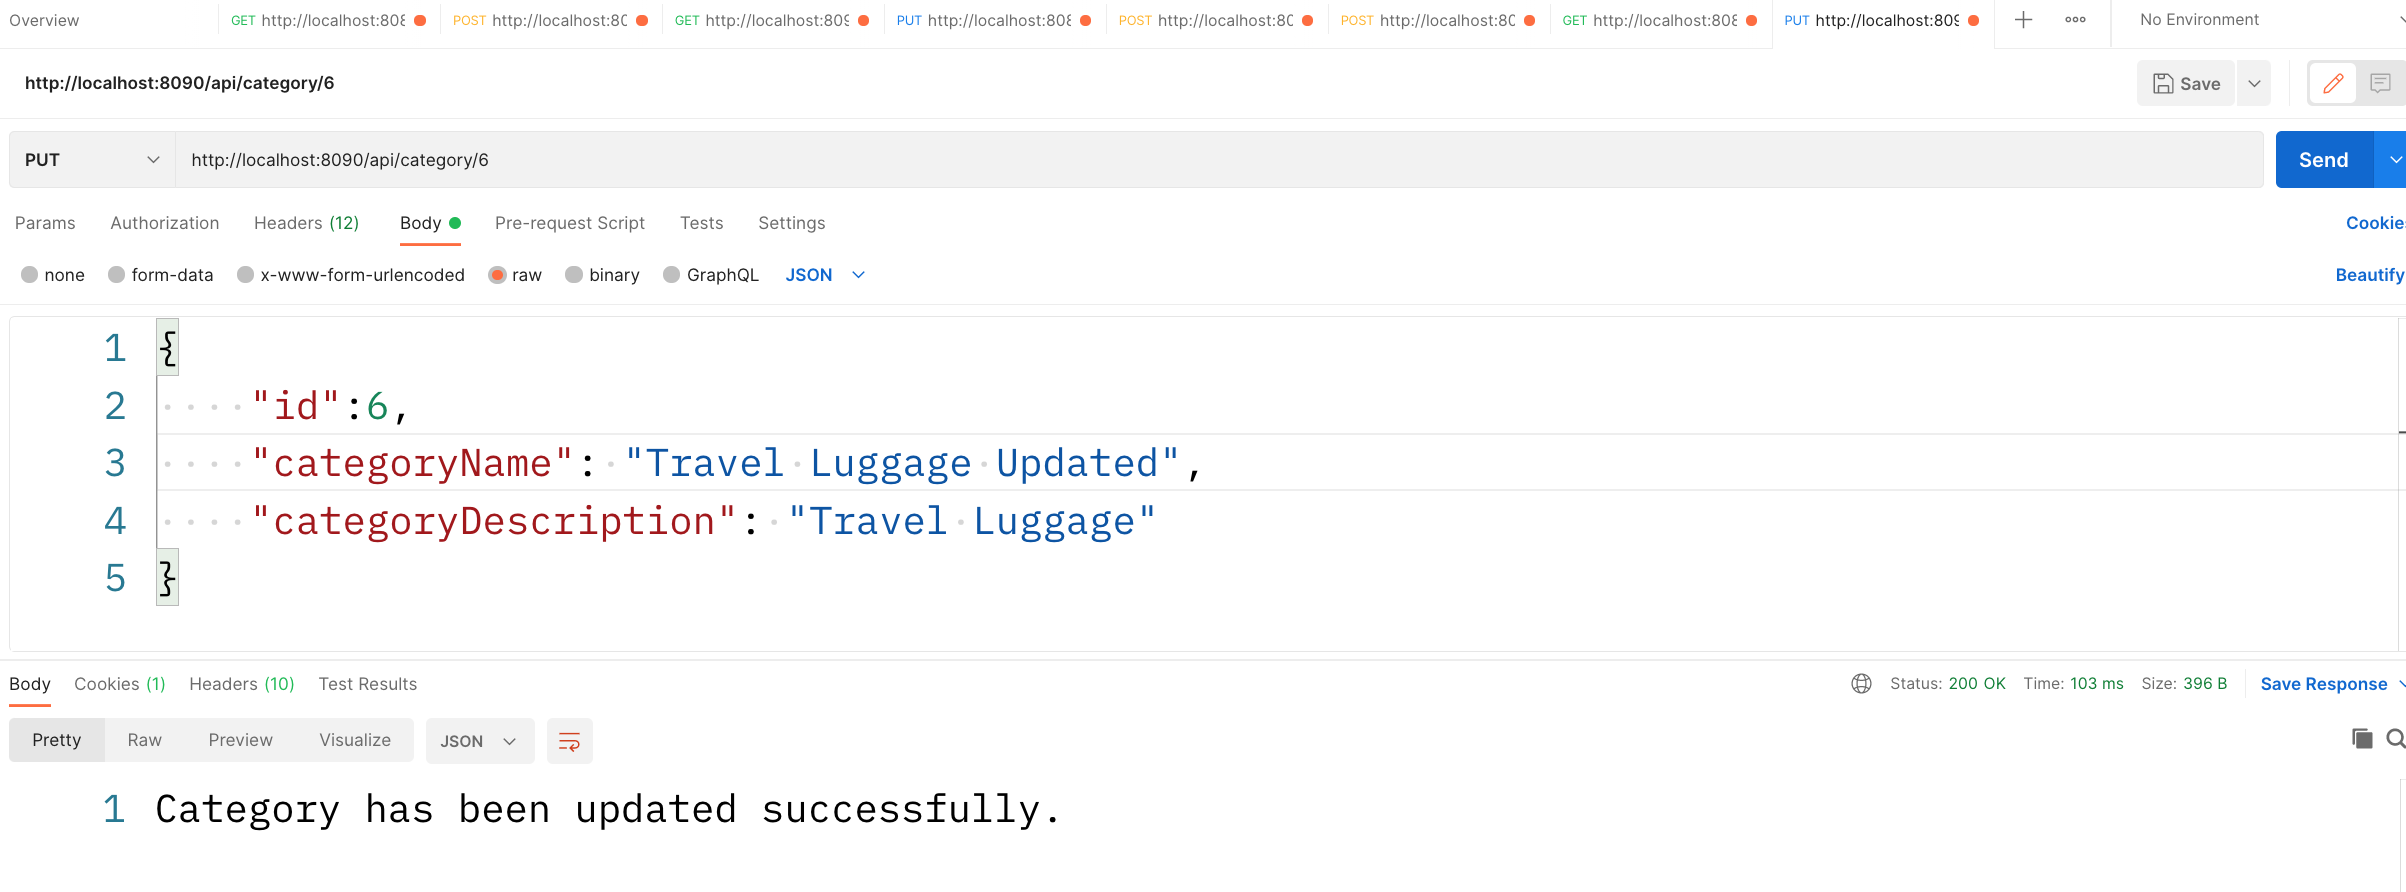 Overview GET http://localhost:808 POST http://localhost:80 GET http://localhost:809 PUT http://localhost:808 POST http://localhost:80 POST http://localhost:80 GET http://localhost:808 PUT http://localhost:809 No Environment
http://localhost:8090/api/category/6 Save
PUT http://localhost:8090/api/category/6 Send
Params Authorization Headers (12) Body Pre-request Script Tests Settings Cookies
none form-data x-www-form-urlencoded raw binary GraphQL JSON Beautify
1 {
2 "id":6,
3 "categoryName": "Travel Luggage Updated",
4 "categoryDescription": "Travel Luggage"
5 }
Body Cookies (1) Headers (10) Test Results Status: 200 OK Time: 103 ms Size: 396 B Save Response
Pretty Raw Preview Visualize JSON
1 Category has been updated successfully.